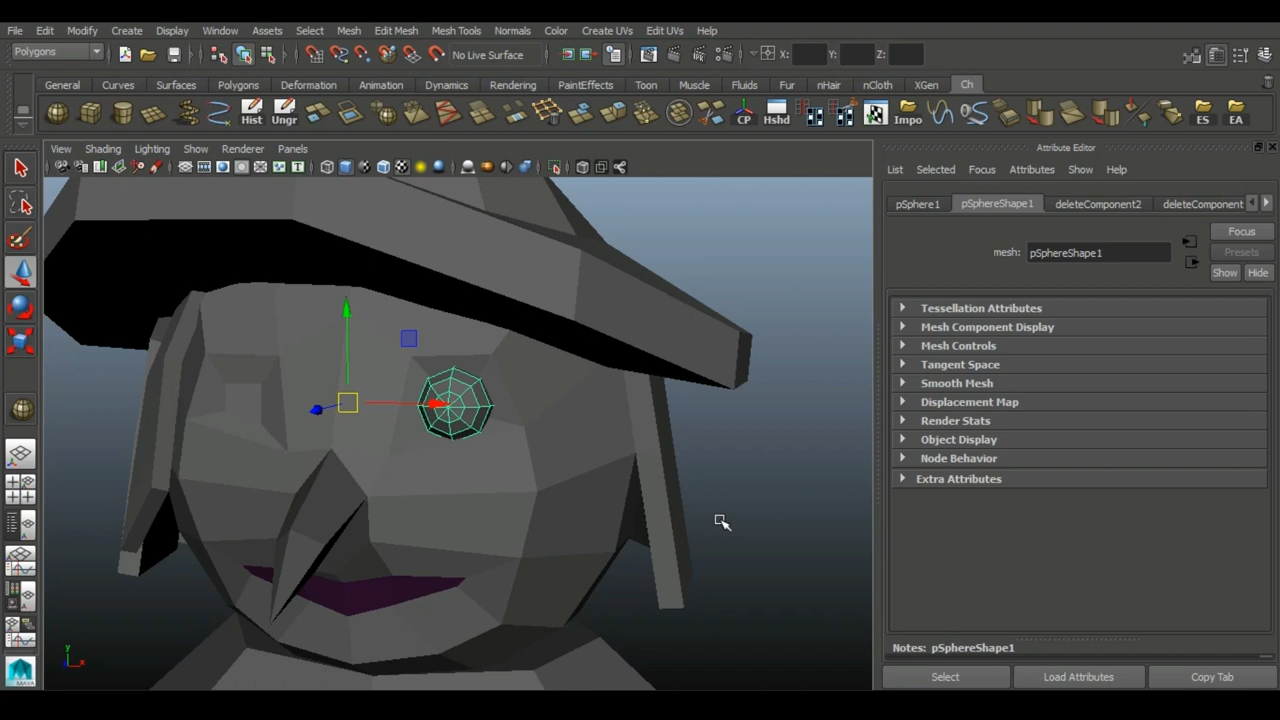 File Edit Modify Create Display Window Assets Select Mesh Edit Mesh Mesh Tools Normals Color Create UVs Edit UVs Help
Polygons No Live Surface X: Y: Z:
General Curves Surfaces Polygons Deformation Animation Dynamics Rendering PaintEffects Toon Muscle Fluids Fur nHair nCloth XGen Ch
Hist Ungr CP Hshd Impo ES EA
View Shading Lighting Show Renderer Panels
Attribute Editor
List Selected Focus Attributes Show Help
pSphere1 pSphereShape1 deleteComponent2 deleteComponent
Focus
mesh: pSphereShape1
Presets
Show Hide
Tessellation Attributes
Mesh Component Display
Mesh Controls
Tangent Space
Smooth Mesh
Displacement Map
Render Stats
Object Display
Node Behavior
Extra Attributes
Notes: pSphereShape1
Select Load Attributes Copy Tab
y
x
MAYA